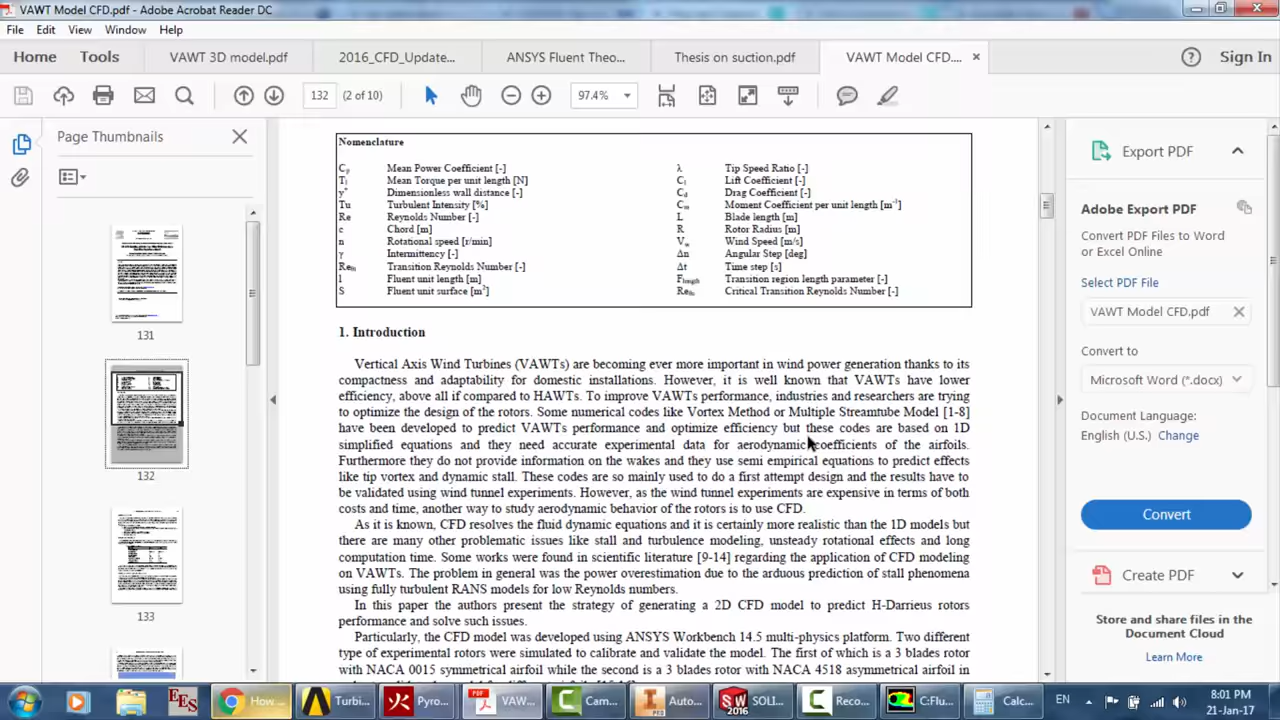 VAWT Model CFD.pdf - Adobe Acrobat Reader DC
File Edit View Window Help
Home Tools VAWT 3D model.pdf 2016_CFD_Update... ANSYS Fluent Theo... Thesis on suction.pdf VAWT Model CFD.... × Sign In
132 (2 of 10) 97.4%
Page Thumbnails
131
132
133
Nomenclature
Mean Power Coefficient [-] λ Tip Speed Ratio [-]
Mean Torque per unit length [N] Lift Coefficient [-]
Dimensionless wall distance [-] Cd Drag Coefficient [-]
Tu Turbulent Intensity [%] Cm Moment Coefficient per unit length [m-1]
Re Reynolds Number [-] L Blade length [m]
c Chord [m] R Rotor Radius [m]
n Rotational speed [r/min] Wind Speed [m/s]
γ Intermittency [-] Δn Angular Step [deg]
Transition Reynolds Number [-] Δt Time step [s]
l Fluent unit length [m] Flength Transition region length parameter [-]
S Fluent unit surface [m2] Critical Transition Reynolds Number [-]
1. Introduction
Vertical Axis Wind Turbines (VAWTs) are becoming ever more important in wind power generation thanks to its
compactness and adaptability for domestic installations. However, it is well known that VAWTs have lower
efficiency, above all if compared to HAWTs. To improve VAWTs performance, industries and researchers are trying
to optimize the design of the rotors. Some numerical codes like Vortex Method or Multiple Streamtube Model [1-8]
have been developed to predict VAWTs performance and optimize efficiency but these codes are based on 1D
simplified equations and they need accurate experimental data for aerodynamic coefficients of the airfoils.
Furthermore they do not provide information on the wakes and they use semi empirical equations to predict effects
like tip vortex and dynamic stall. These codes are so mainly used to do a first attempt design and the results have to
be validated using wind tunnel experiments. However, as the wind tunnel experiments are expensive in terms of both
costs and time, another way to study aerodynamic behavior of the rotors is to use CFD.
As it is known, CFD resolves the fluid dynamic equations and it is certainly more realistic than the 1D models but
there are many other problematic issues like stall and turbulence modeling, unsteady rotational effects and long
computating time. Some works were found in scientific literature [9-14] regarding the application of CFD modeling
on VAWTs. The problem in general was the power overestimation due to the arduous prediction of stall phenomena
using fully turbulent RANS models for low Reynolds numbers.
In this paper the authors present the strategy of generating a 2D CFD model to predict H-Darrieus rotors
performance and solve such issues.
Particularly, the CFD model was developed using ANSYS Workbench 14.5 multi-physics platform. Two different
type of experimental rotors were simulated to calibrate and validate the model. The first of which is a 3 blades rotor
with NACA 0015 symmetrical airfoil while the second is a 3 blades rotor with NACA 4518 asymmetrical airfoil in
Export PDF
Adobe Export PDF
Convert PDF Files to Word
or Excel Online
Select PDF File
VAWT Model CFD.pdf
Convert to
Microsoft Word (*.docx)
Document Language:
English (U.S.) Change
Convert
Create PDF
Store and share files in the
Document Cloud
Learn More
How... Turbi... Pyro... VAW... Cam... Auto... SOLI... Reco... C:Flu... Calc... EN 8:01 PM
21-Jan-17